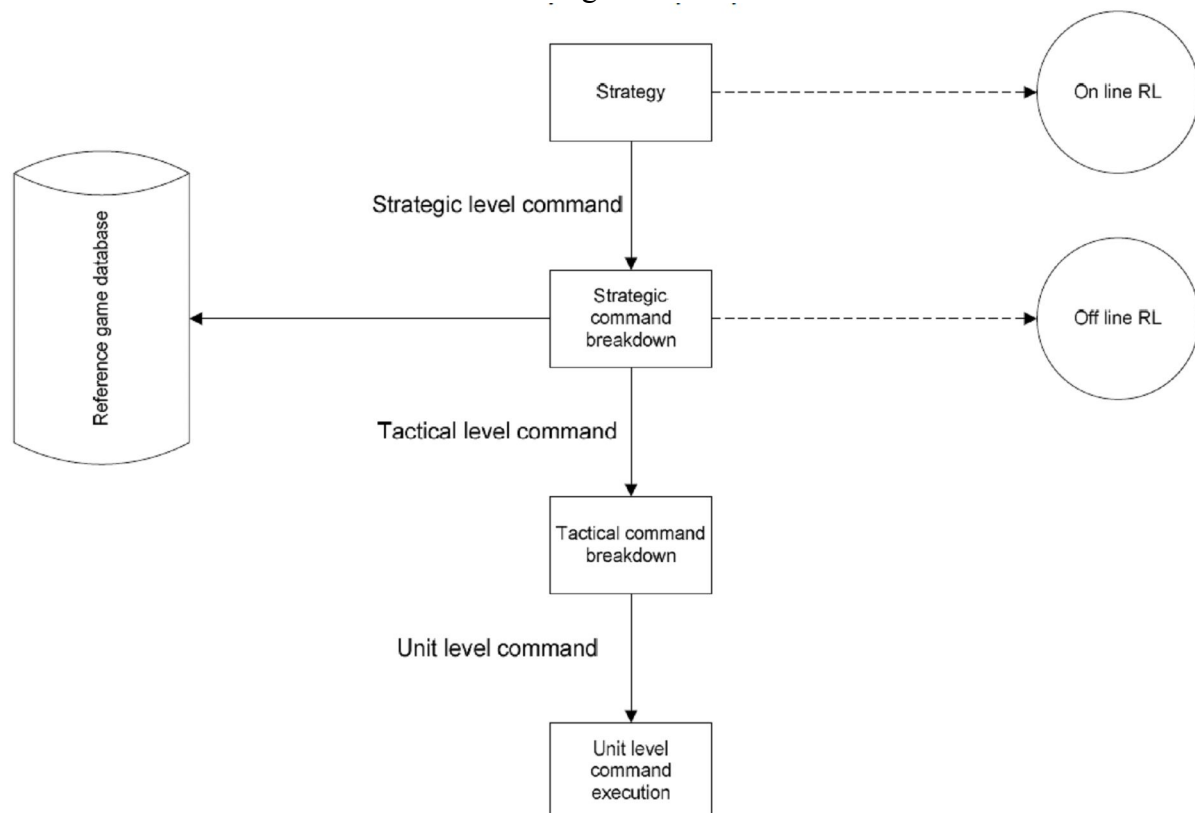 Strategy
On line RL
Strategic level command
Reference game database
Strategic
command
breakdown
Off line RL
Tactical level command
Tactical command
breakdown
Unit level command
Unit level
command
execution